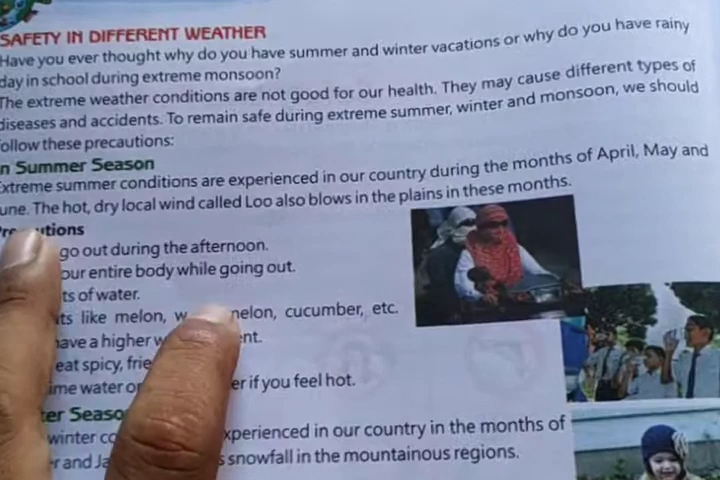 SAFETY IN DIFFERENT WEATHER
Have you ever thought why do you have summer and winter vacations or why do you have rainy
day in school during extreme monsoon?
The extreme weather conditions are not good for our health. They may cause different types of
diseases and accidents. To remain safe during extreme summer, winter and monsoon, we should
ollow these precautions:
n Summer Season
Extreme summer conditions are experienced in our country during the months of April, May and
une. The hot, dry local wind called Loo also blows in the plains in these months.
utions
go out during the afternoon.
our entire body while going out.
ts of water.
ts like melon, w nelon, cucumber, etc.
have a higher w nt.
eat spicy, frie
ime water or er if you feel hot.
ter Seaso
winter co xperienced in our country in the months of
r and Ja s snowfall in the mountainous regions.